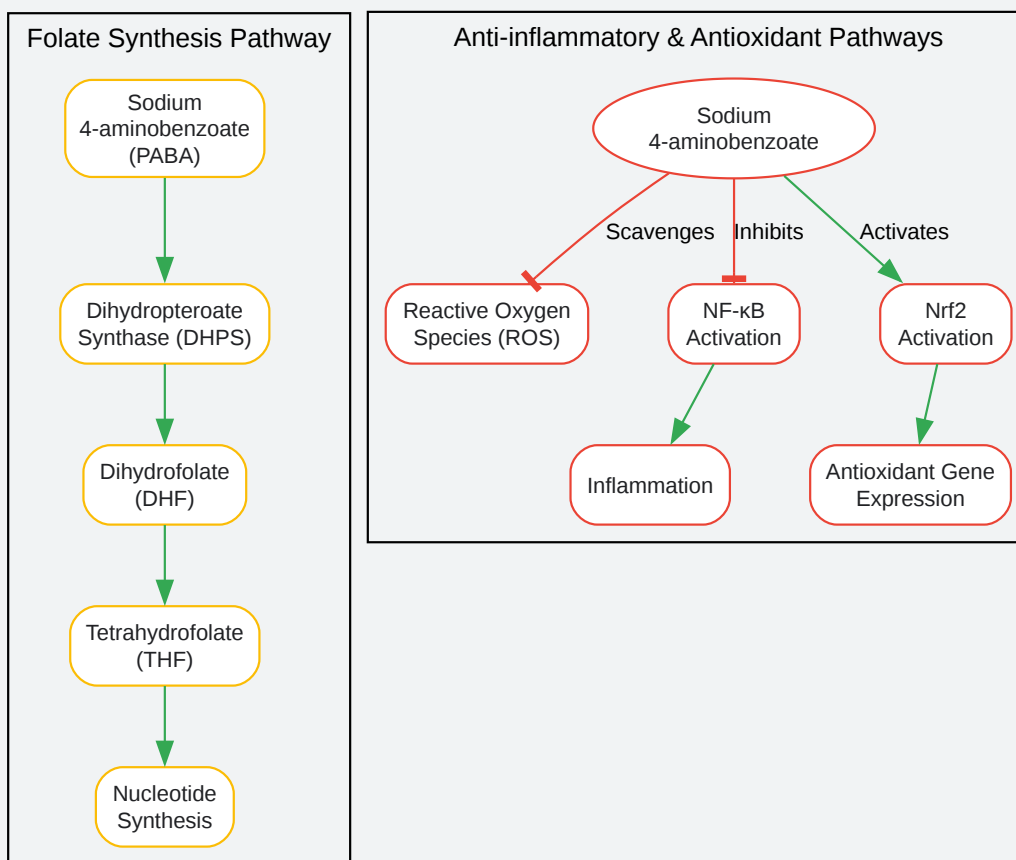 Folate Synthesis Pathway
Sodium
4-aminobenzoate
(PABA)
Dihydropteroate
Synthase (DHPS)
Dihydrofolate
(DHF)
Tetrahydrofolate
(THF)
Nucleotide
Synthesis
Anti-inflammatory & Antioxidant Pathways
Sodium
4-aminobenzoate
Scavenges
Inhibits
Activates
Reactive Oxygen
Species (ROS)
NF-κB
Activation
Nrf2
Activation
Inflammation
Antioxidant Gene
Expression